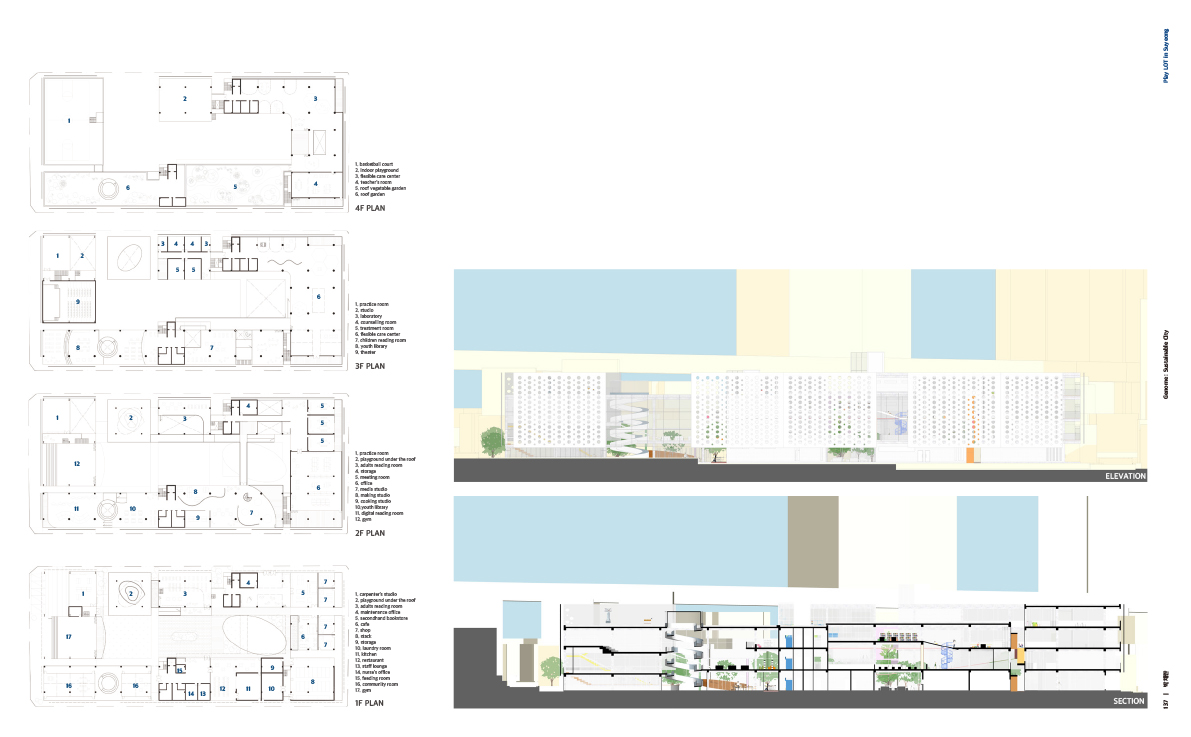 Play LOT in Suyeong
1
2
3
4
5
6
1. basketball court
2. indoor playground
3. flexible care center
4. teacher's room
5. roof vegetable garden
6. roof garden
4F PLAN
1
2
3
4
4
3
5
5
6
9
8
7
1. practice room
2. studio
3. laboratory
4. counselling room
5. treatment room
6. flexible care center
7. children reading room
8. youth library
9. theater
3F PLAN
Genome: Sustainable City
ELEVATION
1
2
3
4
5
5
5
12
6
8
11
10
9
7
1. practice room
2. playground under the roof
3. adults reading room
4. storage
5. meeting room
6. office
7. media studio
8. making studio
9. cooking studio
10. youth library
11. digital reading room
12. gym
2F PLAN
1
2
3
4
5
7
7
17
6
7
7
16
16
15
9
14
13
12
11
10
8
1. carpenter's studio
2. playground under the roof
3. adults reading room
4. maintenance office
5. secondhand bookstore
6. cafe
7. shop
8. stack
9. storage
10. laundry room
11. kitchen
12. restaurant
13. staff lounge
14. nurse's office
15. feeding room
16. community room
17. gym
1F PLAN
SECTION
137 |